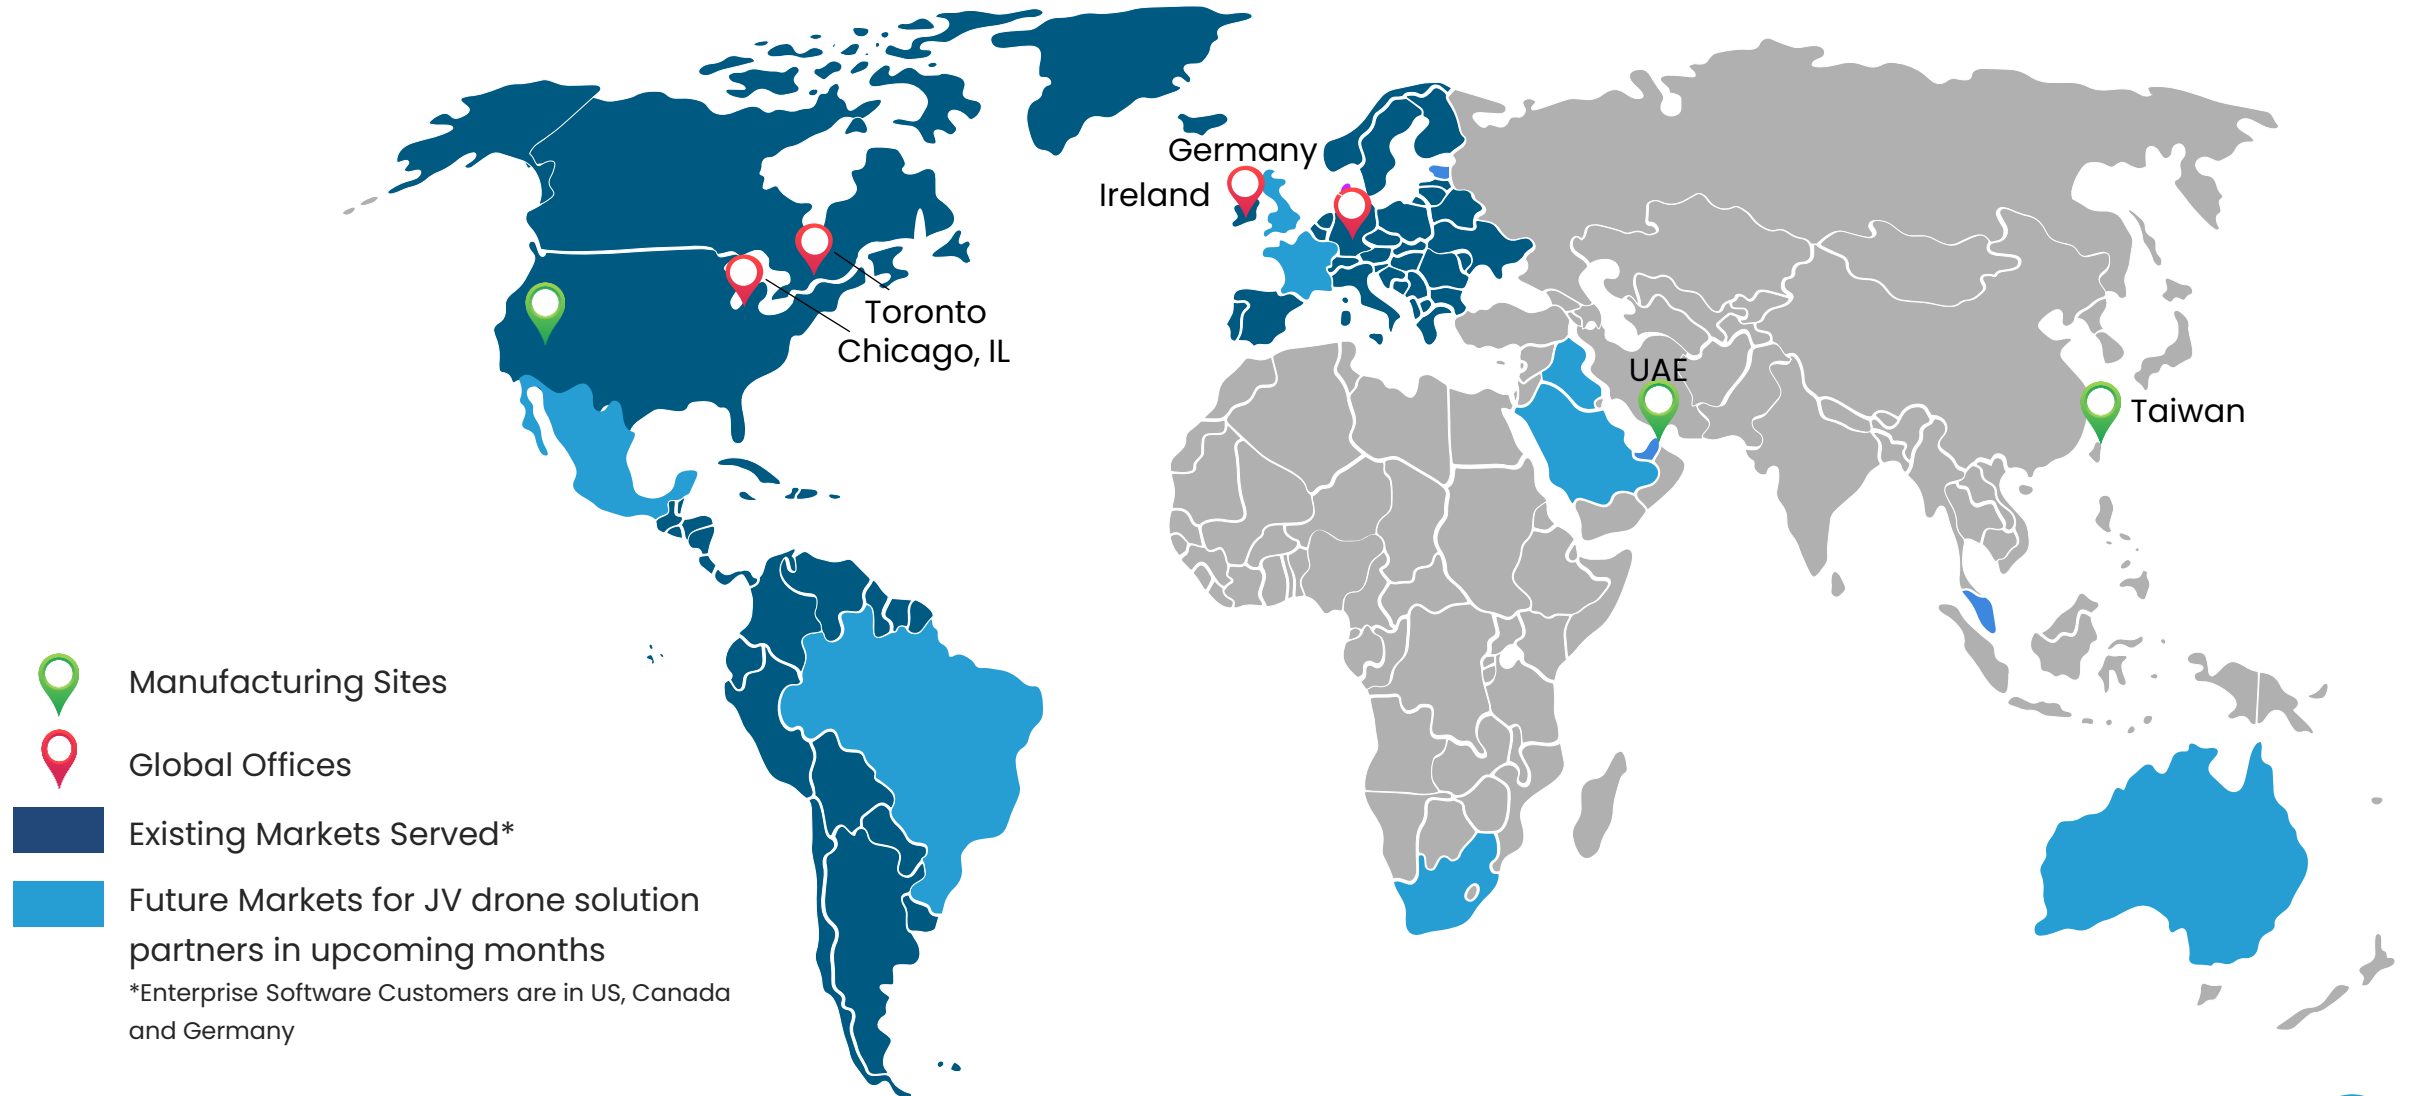 Germany
Ireland
Toronto
Chicago, IL
UAE
Taiwan
Manufacturing Sites
Global Offices
Existing Markets Served*
Future Markets for JV drone solution
partners in upcoming months
*Enterprise Software Customers are in US, Canada
and Germany